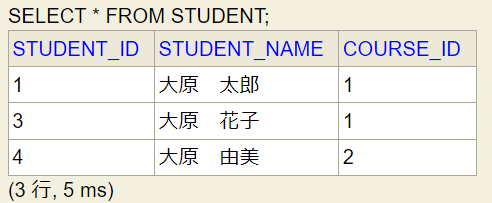 SELECT * FROM STUDENT;
STUDENT_ID STUDENT_NAME COURSE_ID
1 大原　太郎 1
3 大原　花子 1
4 大原　由美 2
(3 行, 5 ms)